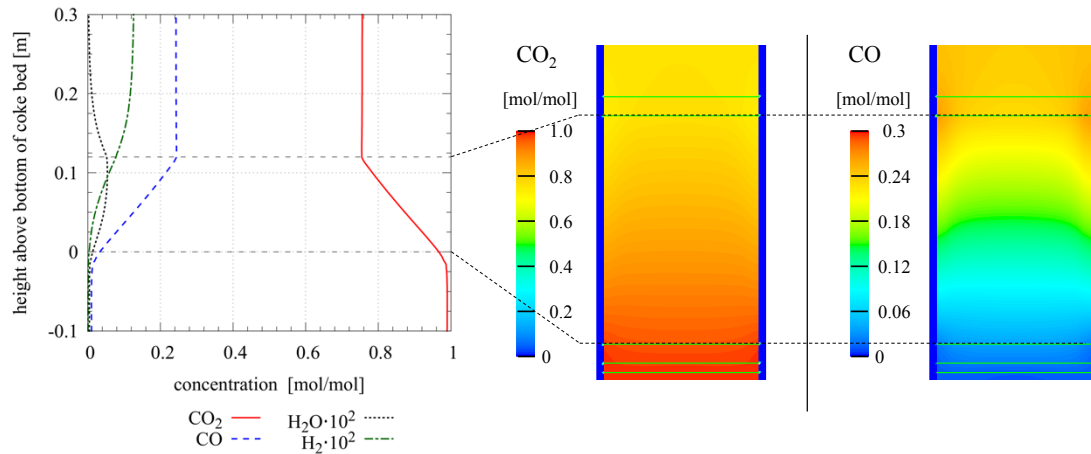 height above bottom of coke bed [m]
0.3
0.2
0.1
0
-0.1
0 0.2 0.4 0.6 0.8 1
concentration [mol/mol]
CO₂ H₂O·10²
CO H₂·10²
CO₂
[mol/mol]
1.0
0.8
0.6
0.4
0.2
0
CO
[mol/mol]
0.3
0.24
0.18
0.12
0.06
0